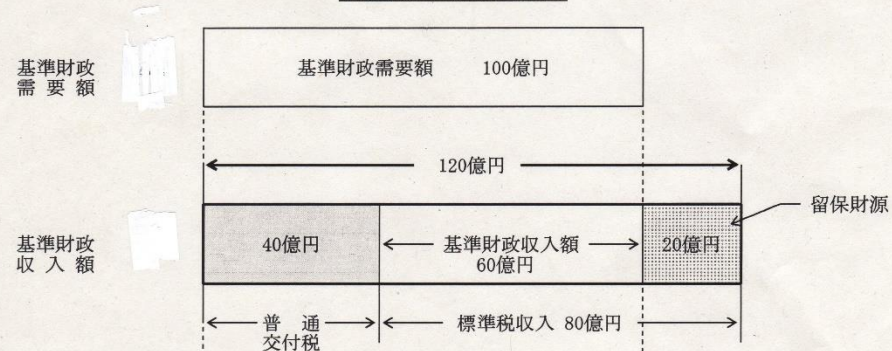 基準財政
需要額
基準財政需要額 100億円
120億円
留保財源
基準財政
収入額
40億円
基準財政収入額
60億円
20億円
普通
交付税
標準税収入 80億円